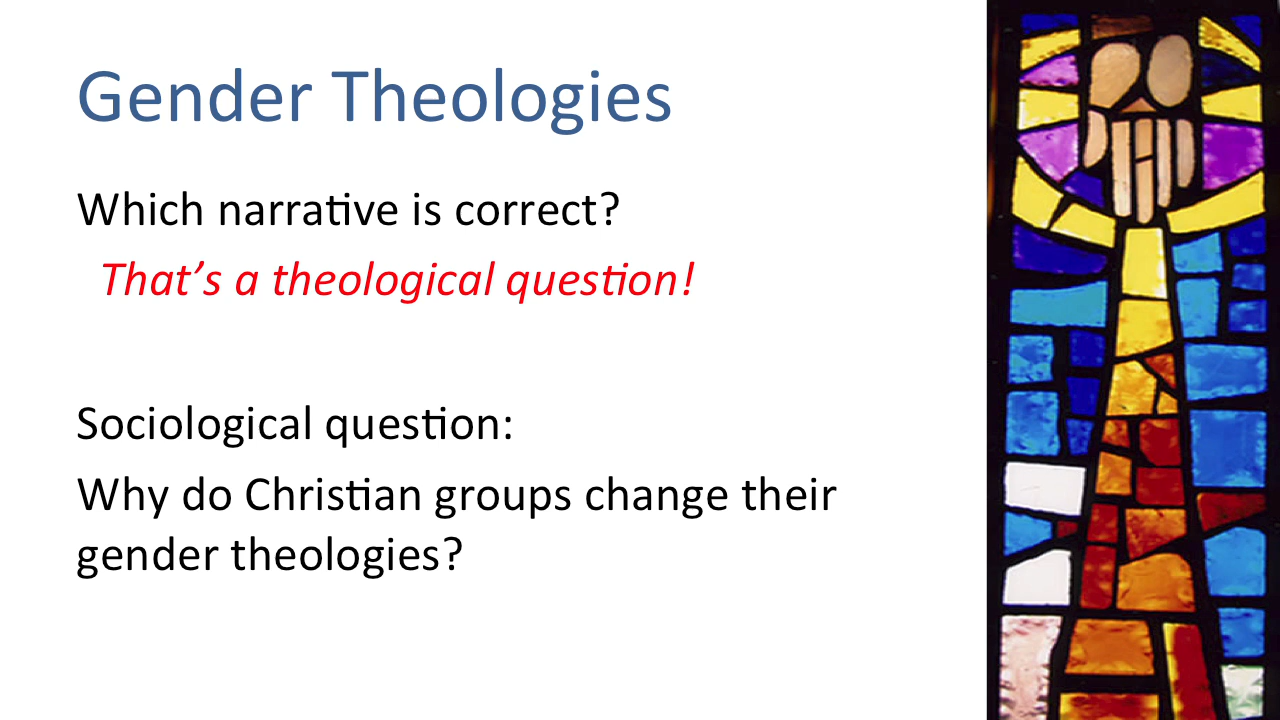 Gender Theologies
Which narrative is correct?
That’s a theological question!
Sociological question:
Why do Christian groups change their
gender theologies?